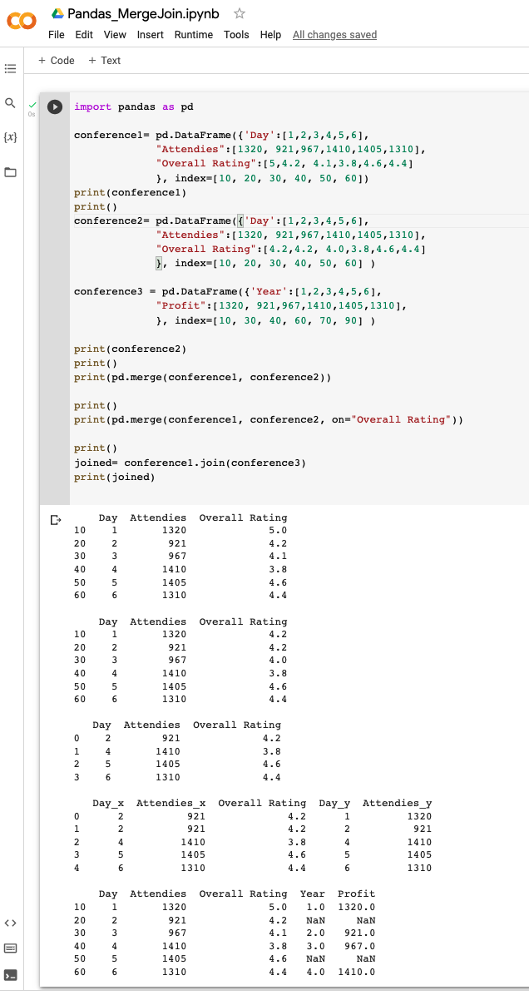 Pandas_MergeJoin.ipynb
File Edit View Insert Runtime Tools Help All changes saved
+ Code + Text
0s
{x}
import pandas as pd
conference1= pd.DataFrame({'Day':[1,2,3,4,5,6],
"Attendies":[1320, 921,967,1410,1405,1310],
"Overall Rating":[5,4.2, 4.1,3.8,4.6,4.4]
}, index=[10, 20, 30, 40, 50, 60])
print(conference1)
print()
conference2= pd.DataFrame({'Day':[1,2,3,4,5,6],
"Attendies":[1320, 921,967,1410,1405,1310],
"Overall Rating":[4.2,4.2, 4.0,3.8,4.6,4.4]
}, index=[10, 20, 30, 40, 50, 60] )
conference3 = pd.DataFrame({'Year':[1,2,3,4,5,6],
"Profit":[1320, 921,967,1410,1405,1310],
}, index=[10, 30, 40, 60, 70, 90] )
print(conference2)
print()
print(pd.merge(conference1, conference2))
print()
print(pd.merge(conference1, conference2, on="Overall Rating"))
print()
joined= conference1.join(conference3)
print(joined)
Day Attendies Overall Rating
10 1 1320 5.0
20 2 921 4.2
30 3 967 4.1
40 4 1410 3.8
50 5 1405 4.6
60 6 1310 4.4
Day Attendies Overall Rating
10 1 1320 4.2
20 2 921 4.2
30 3 967 4.0
40 4 1410 3.8
50 5 1405 4.6
60 6 1310 4.4
Day Attendies Overall Rating
0 2 921 4.2
1 4 1410 3.8
2 5 1405 4.6
3 6 1310 4.4
Day_x Attendies_x Overall Rating Day_y Attendies_y
0 2 921 4.2 1 1320
1 2 921 4.2 2 921
2 4 1410 3.8 4 1410
3 5 1405 4.6 5 1405
4 6 1310 4.4 6 1310
Day Attendies Overall Rating Year Profit
10 1 1320 5.0 1.0 1320.0
20 2 921 4.2 NaN NaN
30 3 967 4.1 2.0 921.0
40 4 1410 3.8 3.0 967.0
50 5 1405 4.6 NaN NaN
60 6 1310 4.4 4.0 1410.0